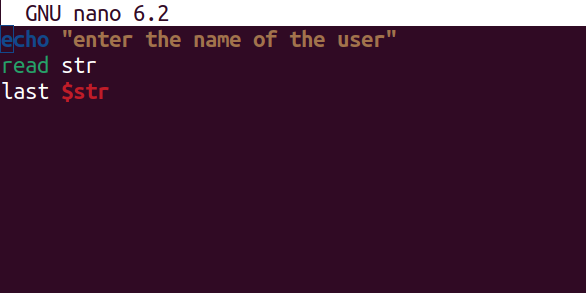 GNU nano 6.2
echo "enter the name of the user"
read str
last $str